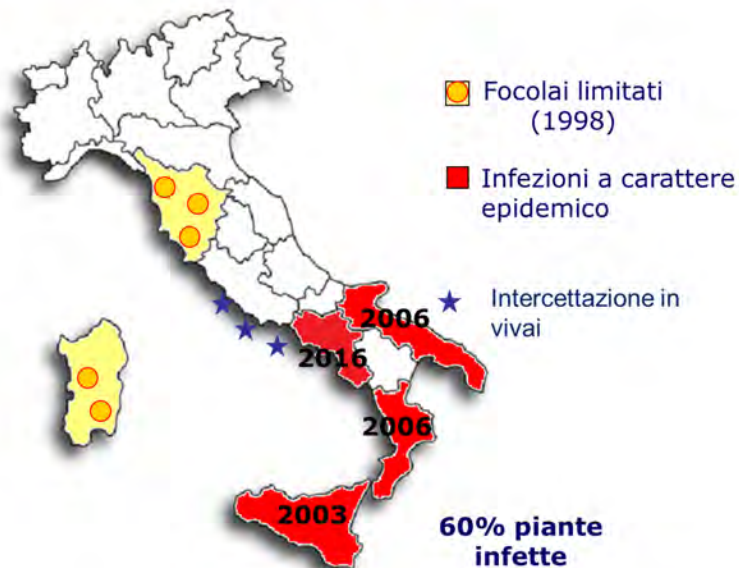 Focolai limitati
(1998)
Infezioni a carattere
epidemico
Intercettazione in
vivai
2006
2016
2006
2003
60% piante
infette